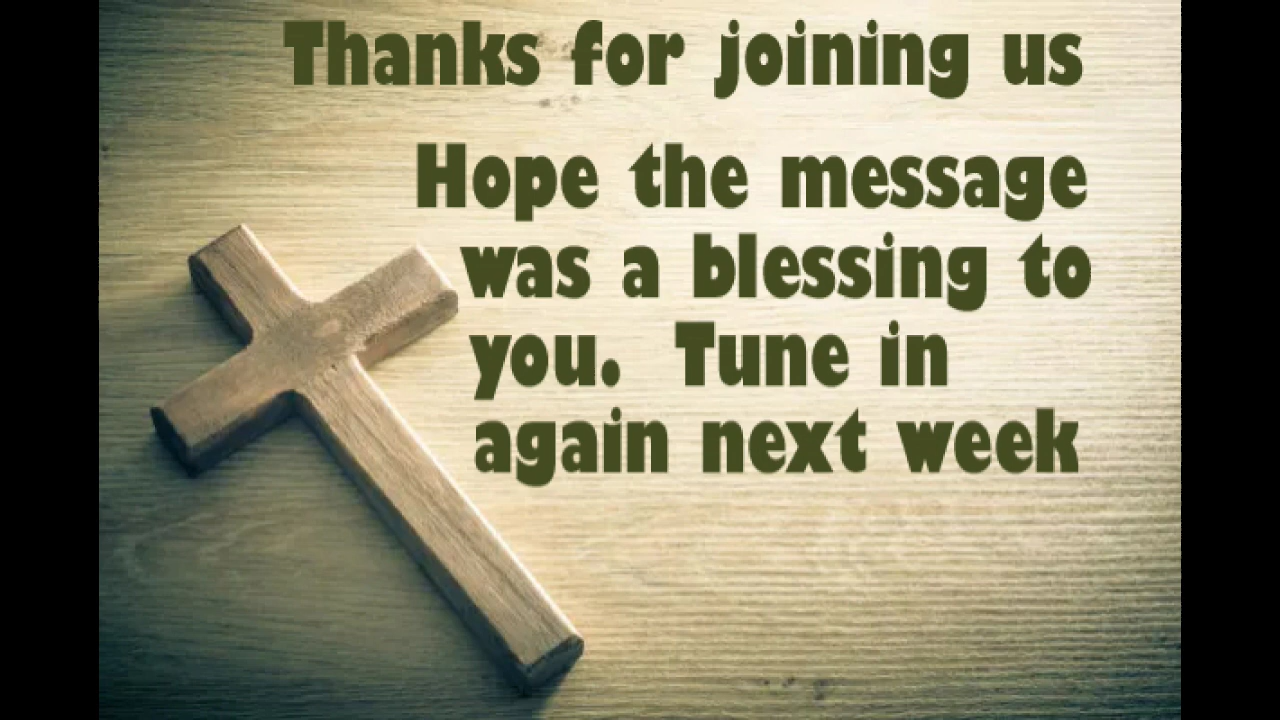 Thanks for joining us
Hope the message
was a blessing to
you. Tune in
again next week